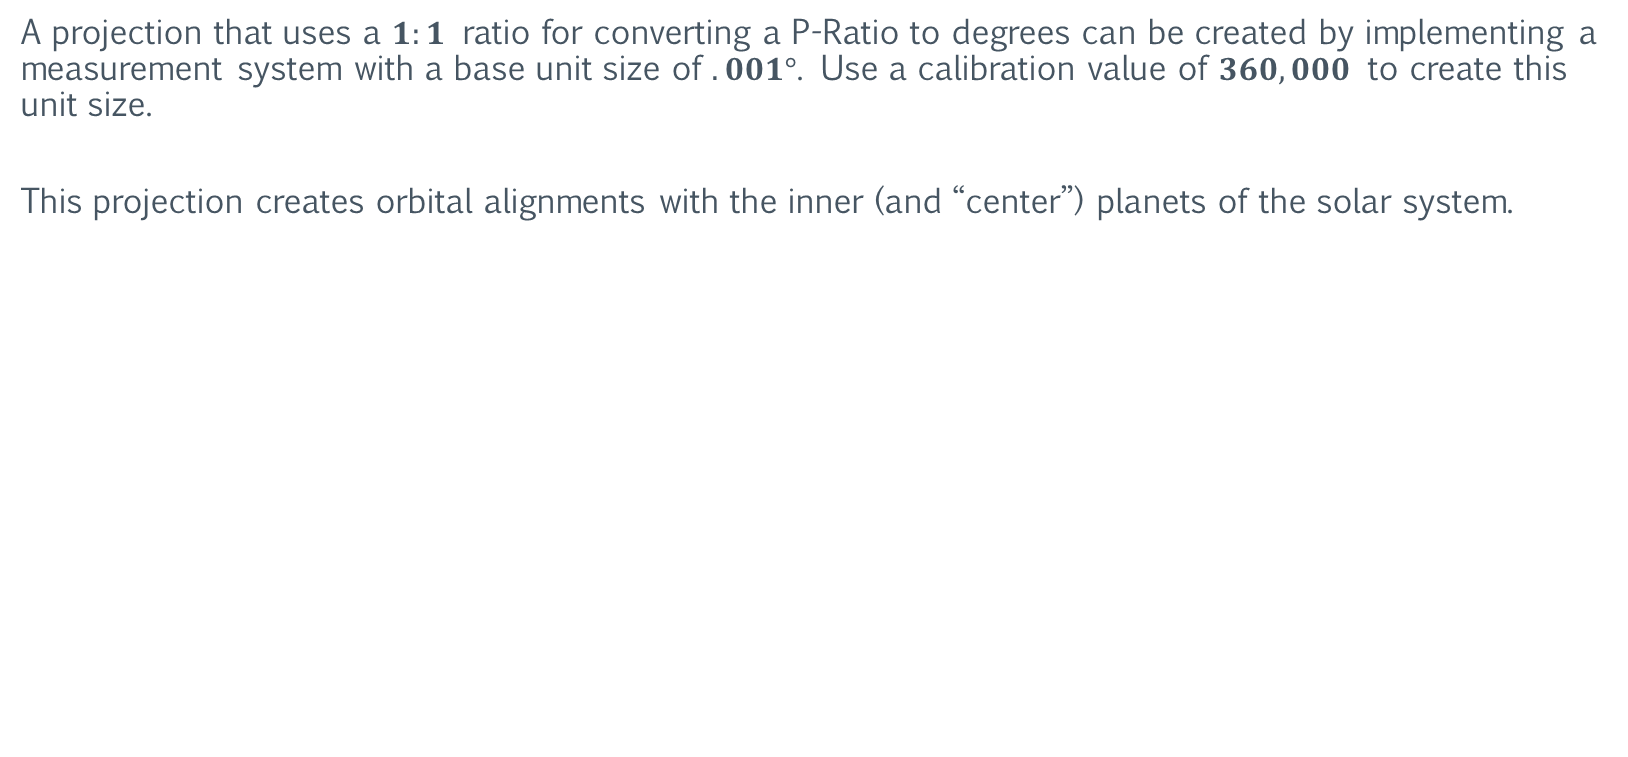 A projection that uses a 1:1 ratio for converting a P-Ratio to degrees can be created by implementing a
measurement system with a base unit size of .001°. Use a calibration value of 360,000 to create this
unit size.
This projection creates orbital alignments with the inner (and “center”) planets of the solar system.